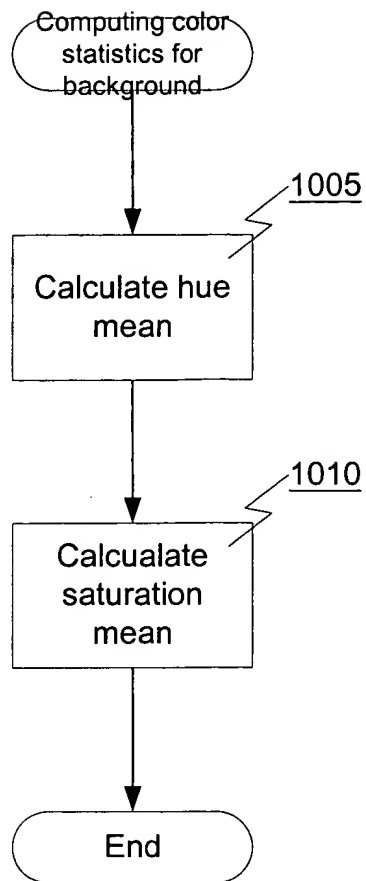 Computing color
statistics for
background
1005
Calculate hue
mean
1010
Calcualate
saturation
mean
End